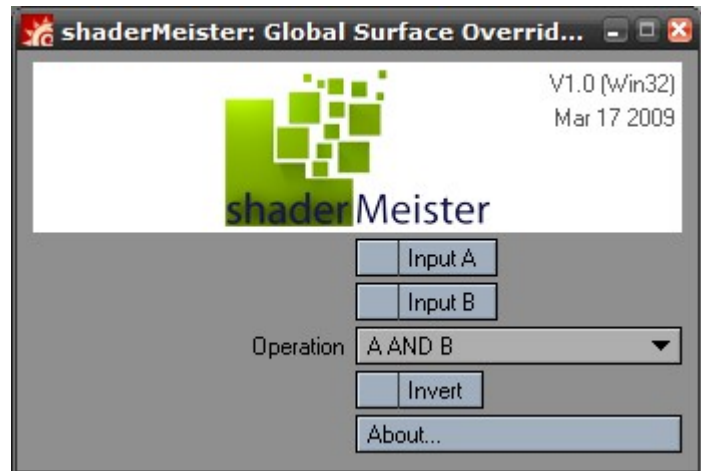 shaderMeister: Global Surface Overrid...
V1.0 (Win32)
Mar 17 2009
shaderMeister
Input A
Input B
Operation A AND B
Invert
About...